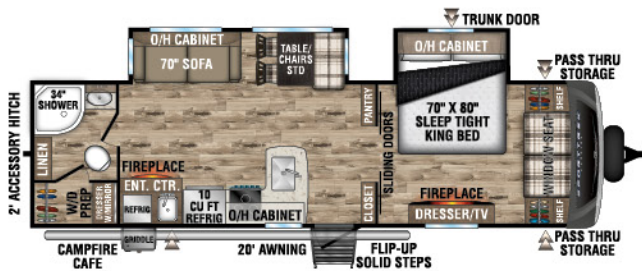 TRUNK DOOR
O/H CABINET
70" SOFA
TABLE/
CHAIRS
STD
O/H CABINET
PASS THRU
STORAGE
2' ACCESSORY HITCH
34"
SHOWER
LINEN
PANTRY
SLIDING DOORS
70" X 80"
SLEEP TIGHT
KING BED
SHELF
WINDOW SEAT
SHELF
W/D
PREP
DRESSER
W/MIRROR
FIREPLACE
ENT. CTR.
REFRIG
10
CU FT
REFRIG
O/H CABINET
CLOSET
FIREPLACE
DRESSER/TV
CAMPFIRE
CAFE
GRIDDLE
20' AWNING
FLIP-UP
SOLID STEPS
PASS THRU
STORAGE